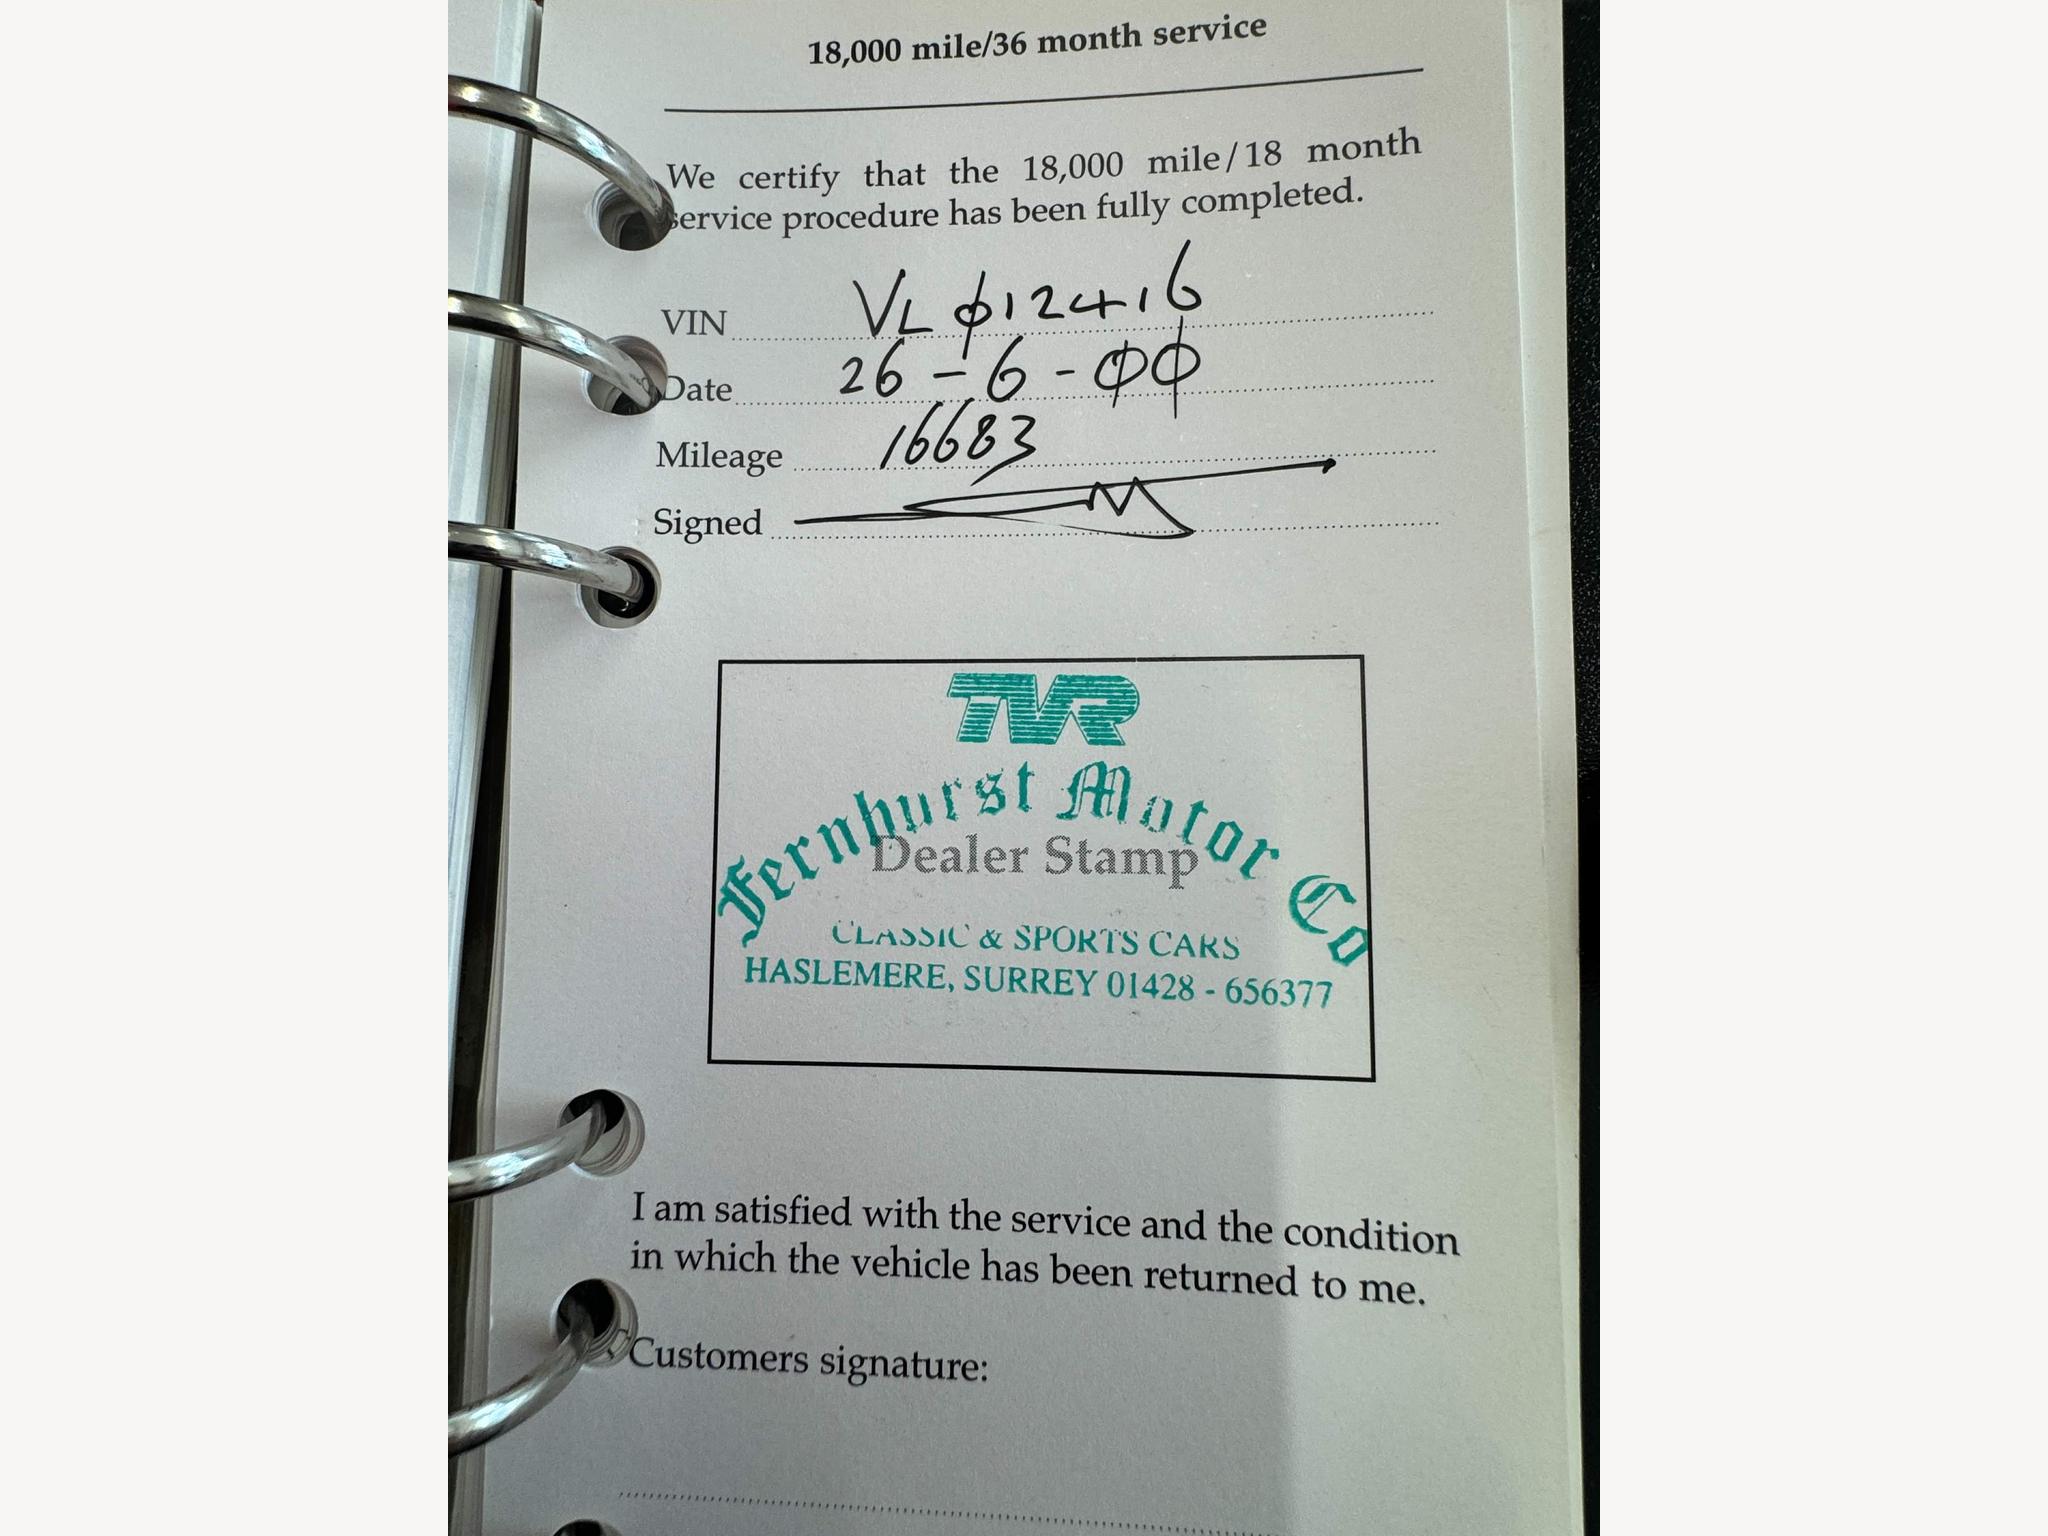 18,000 mile/36 month service
We certify that the 18,000 mile/18 month
service procedure has been fully completed.
VIN VL 012416
Date 26-6-00
Mileage 16683
Signed
TVR
Fernhurst Motor Co
Dealer Stamp
CLASSIC & SPORTS CARS
HASLEMERE, SURREY 01428 - 656377
I am satisfied with the service and the condition
in which the vehicle has been returned to me.
Customers signature: